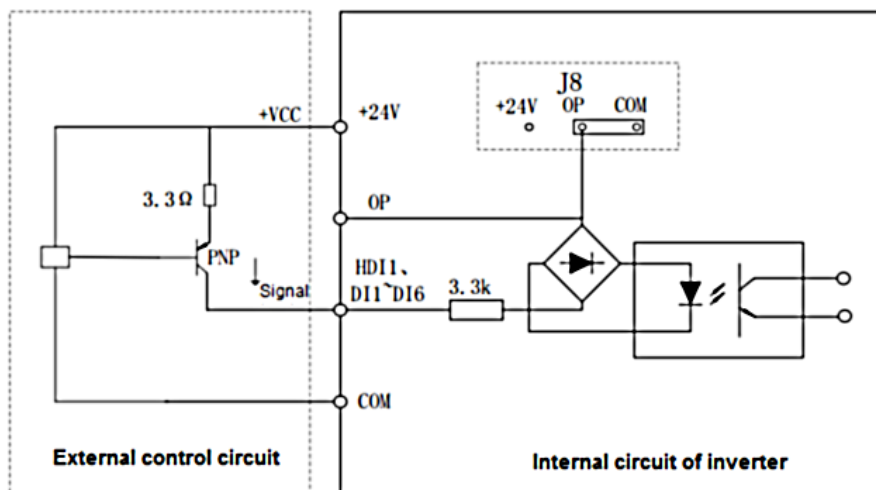 J8
+24V OP COM
+VCC
+24V
3.3Ω
OP
PNP
Signal
HDI1、
DI1~DI6
3.3k
COM
External control circuit
Internal circuit of inverter